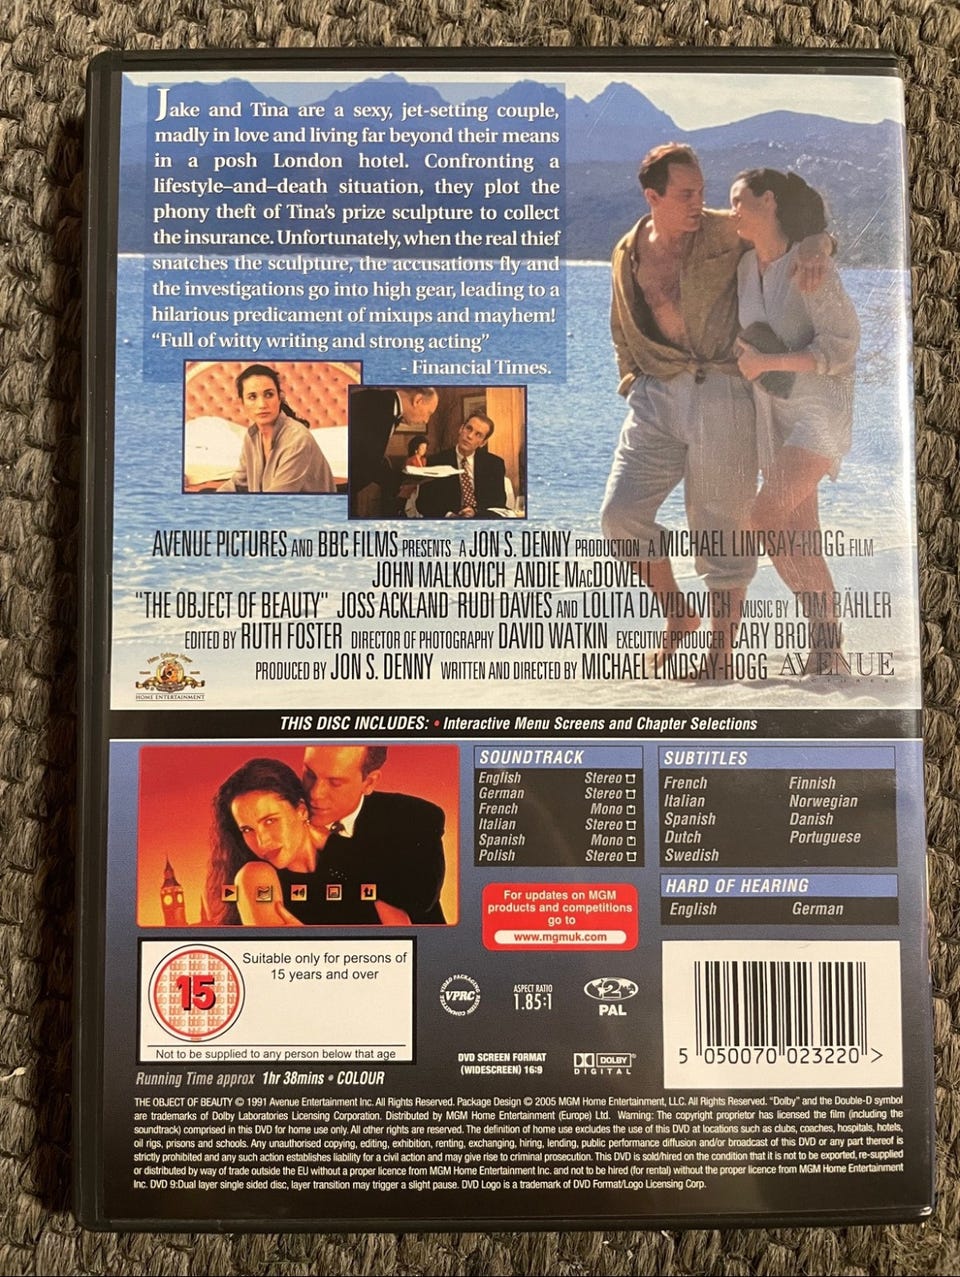 Jake and Tina are a sexy, jet-setting couple,
madly in love and living far beyond their means
in a posh London hotel. Confronting a
lifestyle–and–death situation, they plot the
phony theft of Tina's prize sculpture to collect
the insurance. Unfortunately, when the real thief
snatches the sculpture, the accusations fly and
the investigations go into high gear, leading to a
hilarious predicament of mixups and mayhem!
“Full of witty writing and strong acting”
- Financial Times.
AVENUE PICTURES AND BBC FILMS PRESENTS A JON S. DENNY PRODUCTION A MICHAEL LINDSAY-HOGG FILM
JOHN MALKOVICH ANDIE MACDOWELL
"THE OBJECT OF BEAUTY" JOSS ACKLAND RUDI DAVIES AND LOLITA DAVIDOVICH MUSIC BY TOM BÄHLER
EDITED BY RUTH FOSTER DIRECTOR OF PHOTOGRAPHY DAVID WATKIN EXECUTIVE PRODUCER CARY BROKAW
PRODUCED BY JON S. DENNY WRITTEN AND DIRECTED BY MICHAEL LINDSAY-HOGG AVENUE
PICTURES
HOME ENTERTAINMENT
THIS DISC INCLUDES: • Interactive Menu Screens and Chapter Selections
SOUNDTRACK
English Stereo
German Stereo
French Mono
Italian Stereo
Spanish Mono
Polish Stereo
SUBTITLES
French Finnish
Italian Norwegian
Spanish Danish
Dutch Portuguese
Swedish
HARD OF HEARING
English German
For updates on MGM
products and competitions
go to
www.mgmuk.com
15
Suitable only for persons of
15 years and over
Not to be supplied to any person below that age
VIDEO PACKAGING REVIEW COMMITTEE
VPRC
ASPECT RATIO
1.85:1
2
PAL
DVD SCREEN FORMAT
(WIDESCREEN) 16:9
DOLBY
DIGITAL
5 050070 023220 >
Running Time approx 1hr 38mins • COLOUR
THE OBJECT OF BEAUTY © 1991 Avenue Entertainment Inc. All Rights Reserved. Package Design © 2005 MGM Home Entertainment, LLC. All Rights Reserved. "Dolby" and the Double-D symbol
are trademarks of Dolby Laboratories Licensing Corporation. Distributed by MGM Home Entertainment (Europe) Ltd. Warning: The copyright proprietor has licensed the film (including the
soundtrack) comprised in this DVD for home use only. All other rights are reserved. The definition of home use excludes the use of this DVD at locations such as clubs, coaches, hospitals, hotels,
oil rigs, prisons and schools. Any unauthorised copying, editing, exhibition, renting, exchanging, hiring, lending, public performance diffusion and/or broadcast of this DVD or any part thereof is
strictly prohibited and any such action establishes liability for a civil action and may give rise to criminal prosecution. This DVD is sold/hired on the condition that it is not to be exported, re-supplied
or distributed by way of trade outside the EU without a proper licence from MGM Home Entertainment Inc. and not to be hired (for rental) without the proper licence from MGM Home Entertainment
Inc. DVD 9:Dual layer single sided disc, layer transition may trigger a slight pause. DVD Logo is a trademark of DVD Format/Logo Licensing Corp.